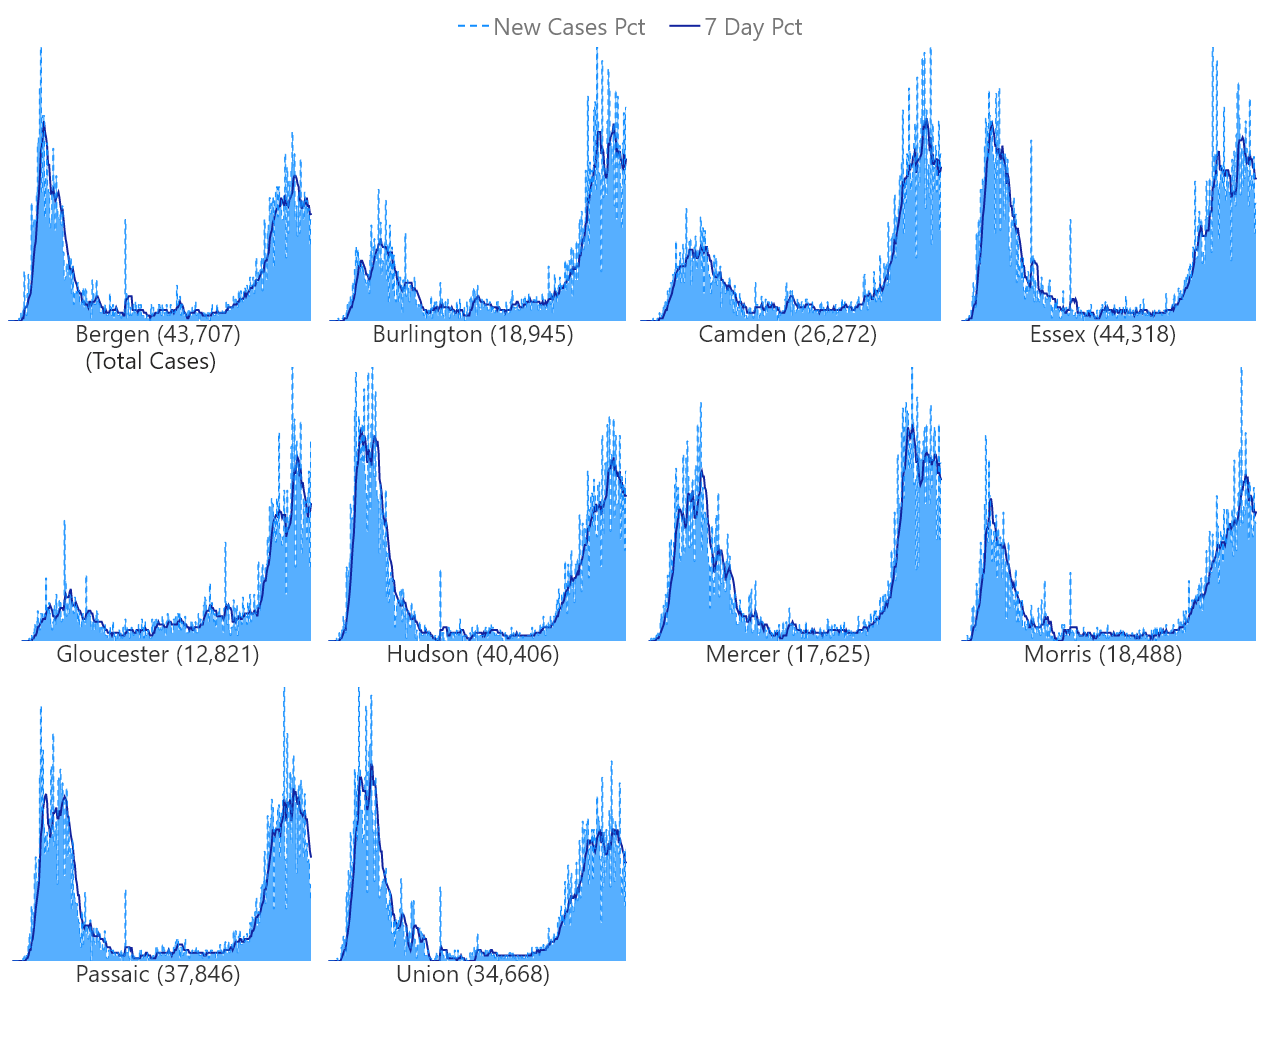 New Cases Pct 7 Day Pct
Bergen (43,707) Burlington (18,945) Camden (26,272) Essex (44,318)
(Total Cases)
Gloucester (12,821) Hudson (40,406) Mercer (17,625) Morris (18,488)
Passaic (37,846) Union (34,668)